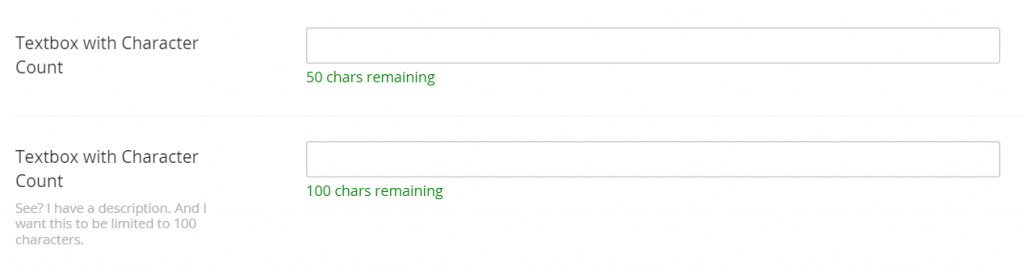 Textbox with Character
Count
50 chars remaining
Textbox with Character
Count
100 chars remaining
See? I have a description. And I
want this to be limited to 100
characters.